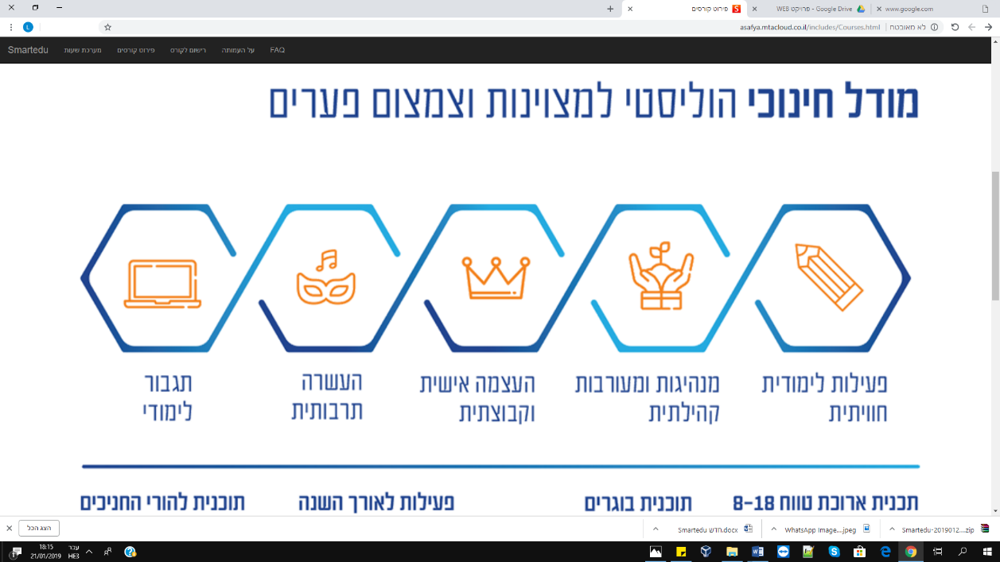 www.google.com
פרויקט WEB - Google Drive
פירוט קורסים
לא מאובטח
asafya.mtacloud.co.il/includes/Courses.html
L
Smartedu
מערכת שעות
פירוט קורסים
רישום לקורס
על העמותה
FAQ
מודל חינוכי הוליסטי למצוינות וצמצום פערים
פעילות לימודית
חוויתית
מנהיגות ומעורבות
קהילתית
העצמה אישית
וקבוצתית
העשרה
תרבותית
תגבור
לימודי
תכנית ארוכת טווח 8-18
תוכנית בוגרים
פעילות לאורך השנה
תוכנית להורי החניכים
Smartedu-2019012....zip
WhatsApp Image....jpeg
Smartedu חדש.docx
הצג הכל
18:15
21/01/2019
עבר
HE3
1